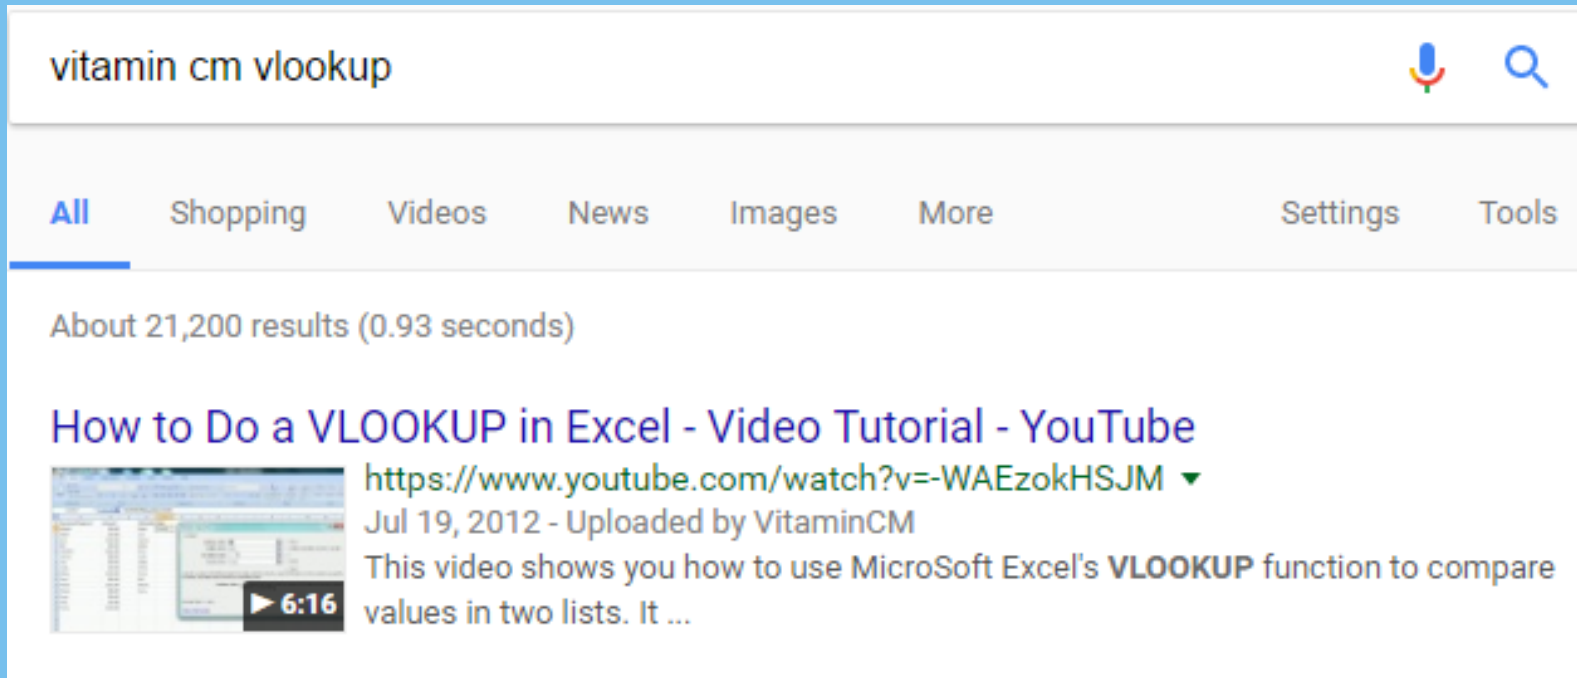 vitamin cm vlookup
All Shopping Videos News Images More Settings Tools
About 21,200 results (0.93 seconds)
How to Do a VLOOKUP in Excel - Video Tutorial - YouTube
https://www.youtube.com/watch?v=-WAEzokHSJM
Jul 19, 2012 - Uploaded by VitaminCM
This video shows you how to use MicroSoft Excel's VLOOKUP function to compare
6:16
values in two lists. It ...